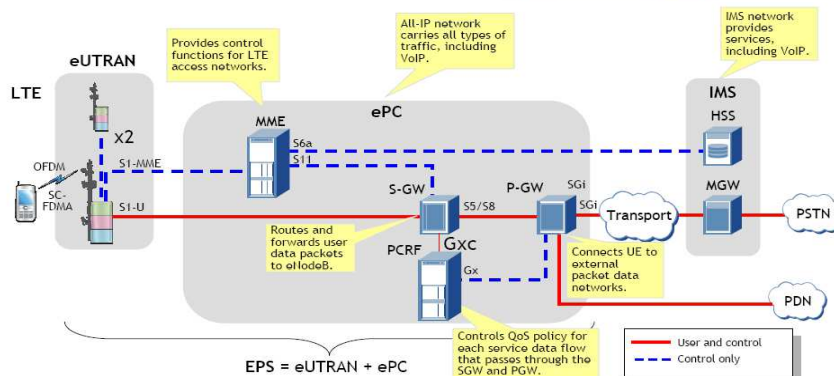 Provides control
functions for LTE
access networks.
All-IP network
carries all types of
traffic, including
VoIP.
IMS network
provides
services,
including VoIP.
eUTRAN
LTE
ePC
IMS
MME
HSS
x2
S6a
S11
OFDM
S1-MME
SC-
FDMA
S-GW
P-GW
SGi
MGW
S1-U
S5/S8
SGi
Transport
PSTN
Routes and
forwards user
data packets
to eNodeB.
PCRF
Gxc
Gx
Connects UE to
external
packet data
networks.
PDN
Controls QoS policy for
each service data flow
that passes through the
SGW and PGW.
EPS = eUTRAN + ePC
User and control
Control only